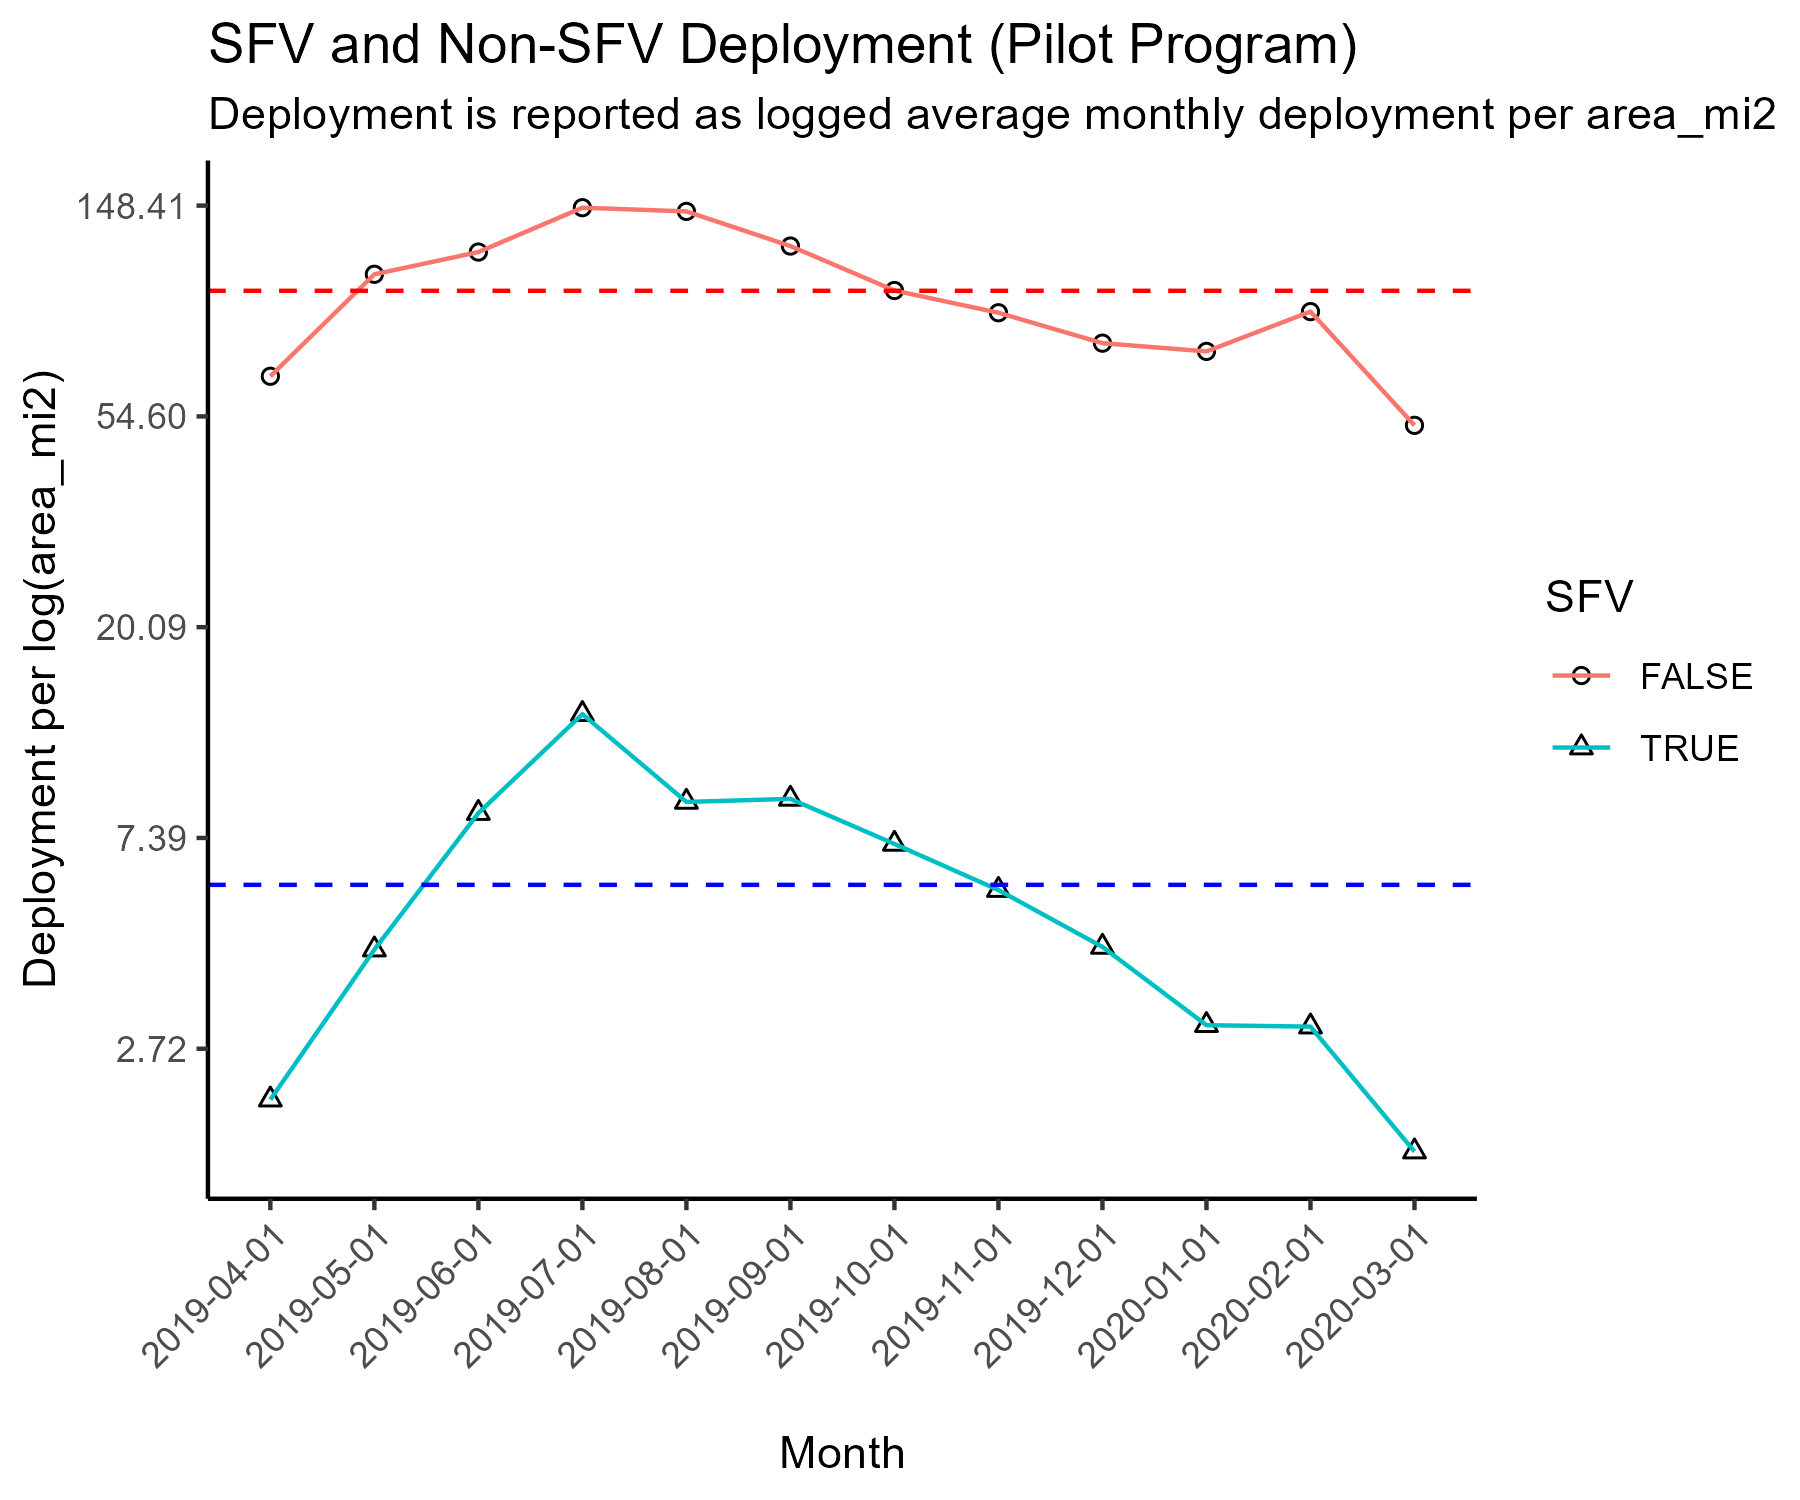 SFV and Non-SFV Deployment (Pilot Program)
Deployment is reported as logged average monthly deployment per area_mi2
Deployment per log(area_mi2)
148.41
54.60
20.09
7.39
2.72
SFV
FALSE
TRUE
2019-04-01
2019-05-01
2019-06-01
2019-07-01
2019-08-01
2019-09-01
2019-10-01
2019-11-01
2019-12-01
2020-01-01
2020-02-01
2020-03-01
Month